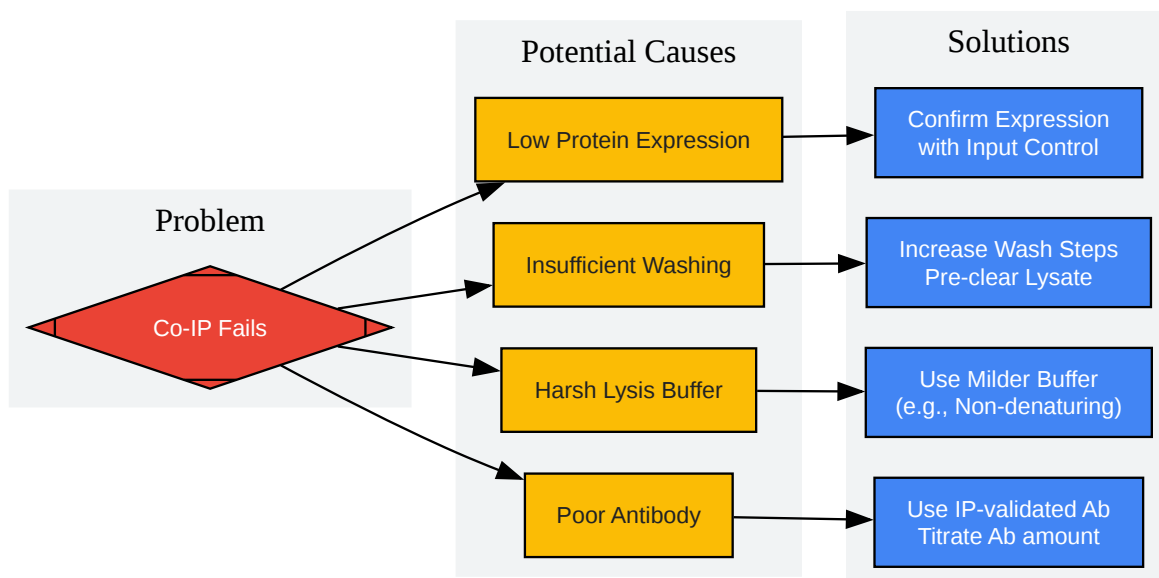 Problem
Co-IP Fails
Potential Causes
Low Protein Expression
Insufficient Washing
Harsh Lysis Buffer
Poor Antibody
Solutions
Confirm Expression
with Input Control
Increase Wash Steps
Pre-clear Lysate
Use Milder Buffer
(e.g., Non-denaturing)
Use IP-validated Ab
Titrate Ab amount